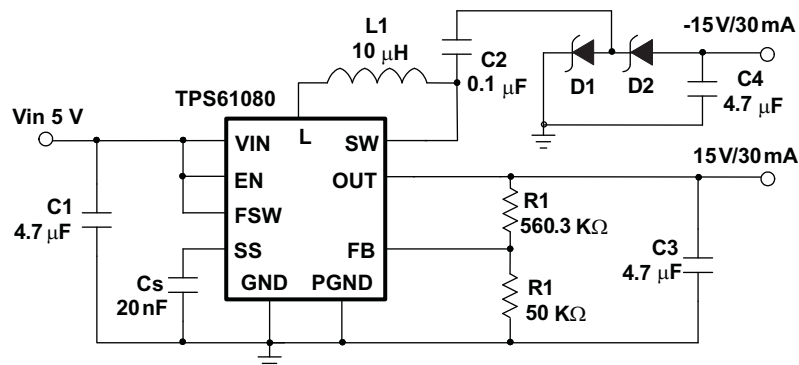 -15V/30mA
L1
10 μH
C2
0.1 μF
D1
D2
C4
4.7 μF
TPS61080
Vin 5 V
L
VIN
SW
15V/30mA
EN
OUT
R1
560.3 KΩ
C1
4.7 μF
FSW
SS
FB
C3
4.7 μF
Cs
20nF
GND
PGND
R1
50 KΩ